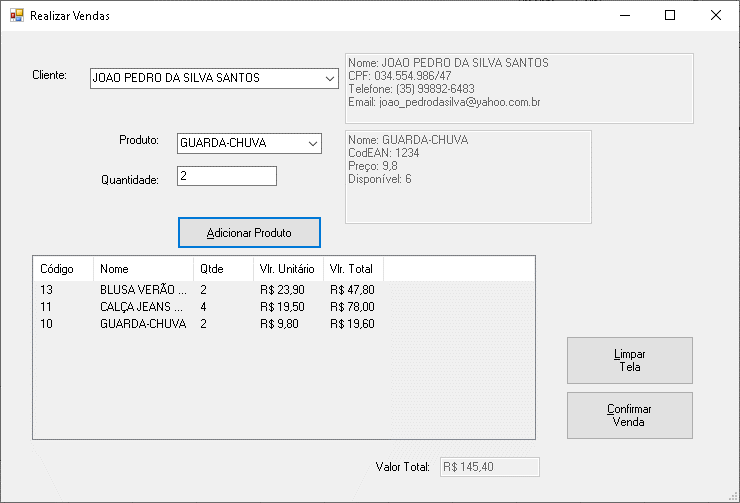 Realizar Vendas
Cliente: JOAO PEDRO DA SILVA SANTOS
Nome: JOAO PEDRO DA SILVA SANTOS
CPF: 034.554.986/47
Telefone: (35) 99892-6483
Email: joao_pedrodasilva@yahoo.com.br
Produto: GUARDA-CHUVA
Quantidade: 2
Nome: GUARDA-CHUVA
CodEAN: 1234
Preço: 9,8
Disponível: 6
Adicionar Produto
Código Nome Qtde Vlr. Unitário Vlr. Total
13 BLUSA VERÃO ... 2 R$ 23,90 R$ 47,80
11 CALÇA JEANS ... 4 R$ 19,50 R$ 78,00
10 GUARDA-CHUVA 2 R$ 9,80 R$ 19,60
Limpar
Tela
Confirmar
Venda
Valor Total: R$ 145,40